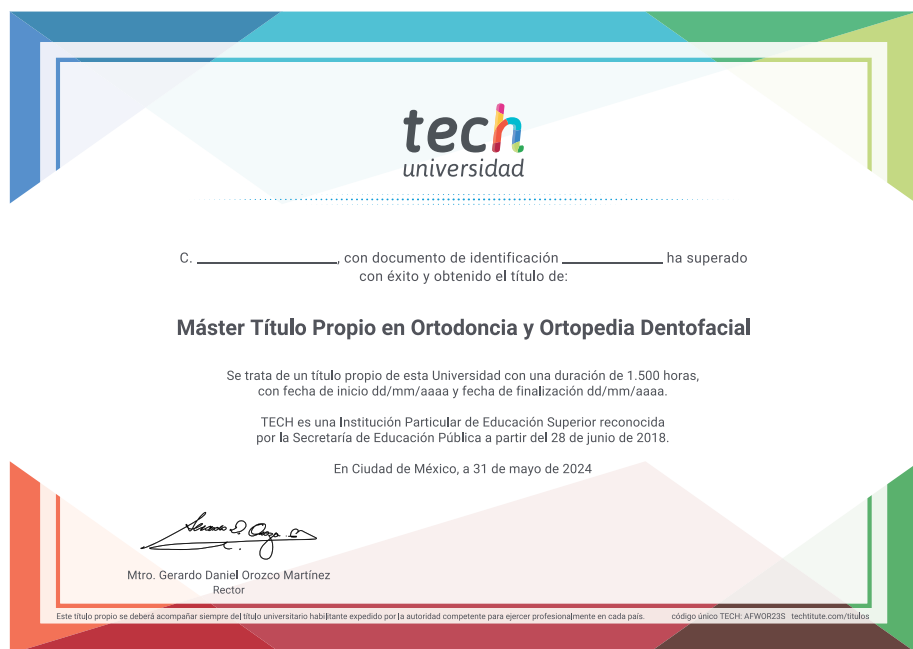 tech
universidad
C. ____________________, con documento de identificación ______________ ha superado
con éxito y obtenido el título de:
Máster Título Propio en Ortodoncia y Ortopedia Dentofacial
Se trata de un título propio de esta Universidad con una duración de 1.500 horas,
con fecha de inicio dd/mm/aaaa y fecha de finalización dd/mm/aaaa.
TECH es una Institución Particular de Educación Superior reconocida
por la Secretaría de Educación Pública a partir del 28 de junio de 2018.
En Ciudad de México, a 31 de mayo de 2024
Mtro. Gerardo Daniel Orozco Martínez
Rector
Este título propio se deberá acompañar siempre del título universitario habilitante expedido por la autoridad competente para ejercer profesionalmente en cada país. código único TECH: AFWOR23S techtitute.com/titulos